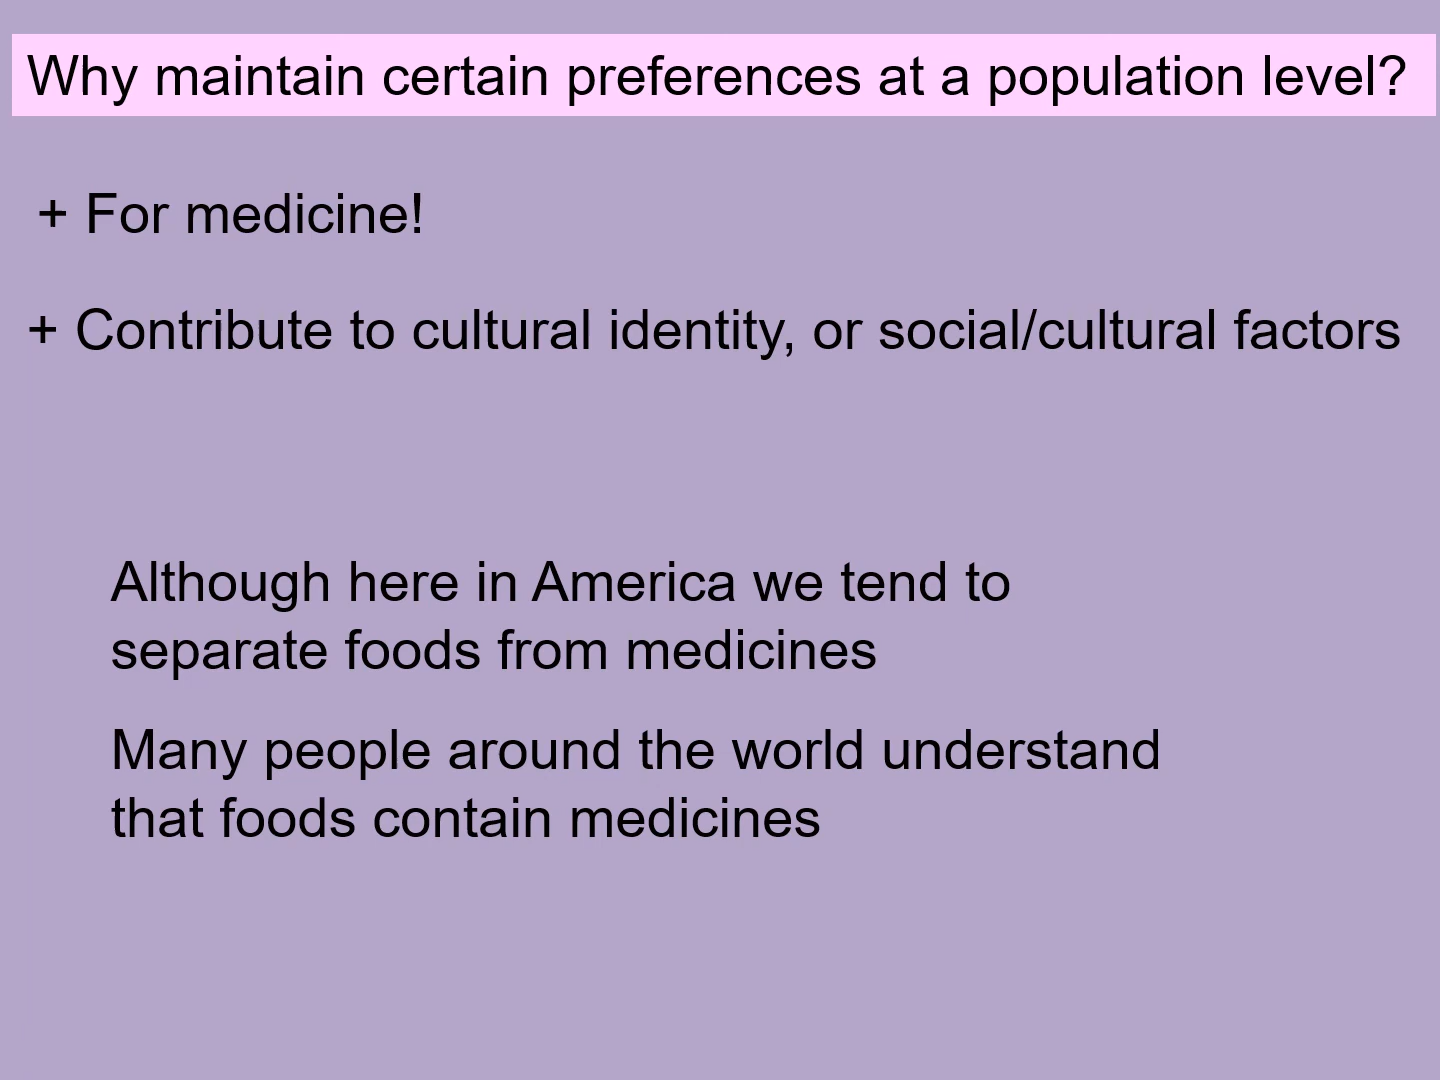 Why maintain certain preferences at a population level?
+ For medicine!
+ Contribute to cultural identity, or social/cultural factors
Although here in America we tend to
separate foods from medicines
Many people around the world understand
that foods contain medicines